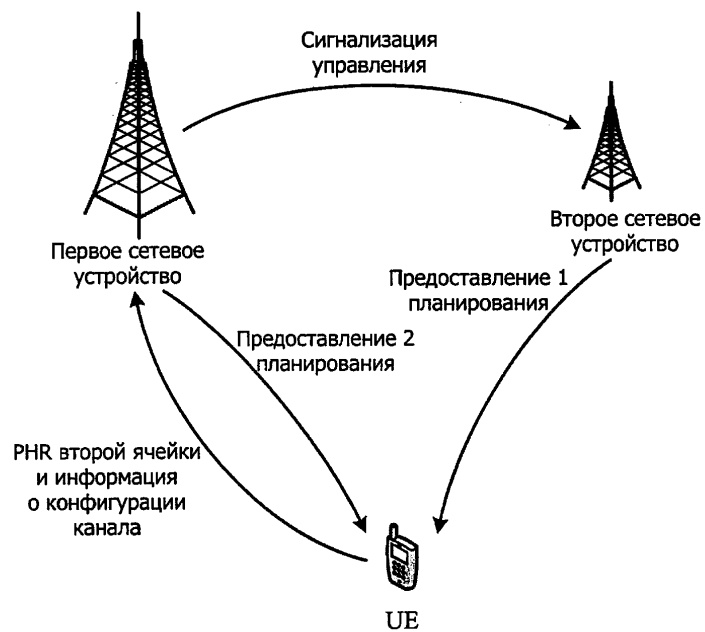 Сигнализация
управления
Первое сетевое
устройство
Второе сетевое
устройство
Предоставление 1
планирования
Предоставление 2
планирования
PHR второй ячейки
и информация
о конфигурации
канала
UE